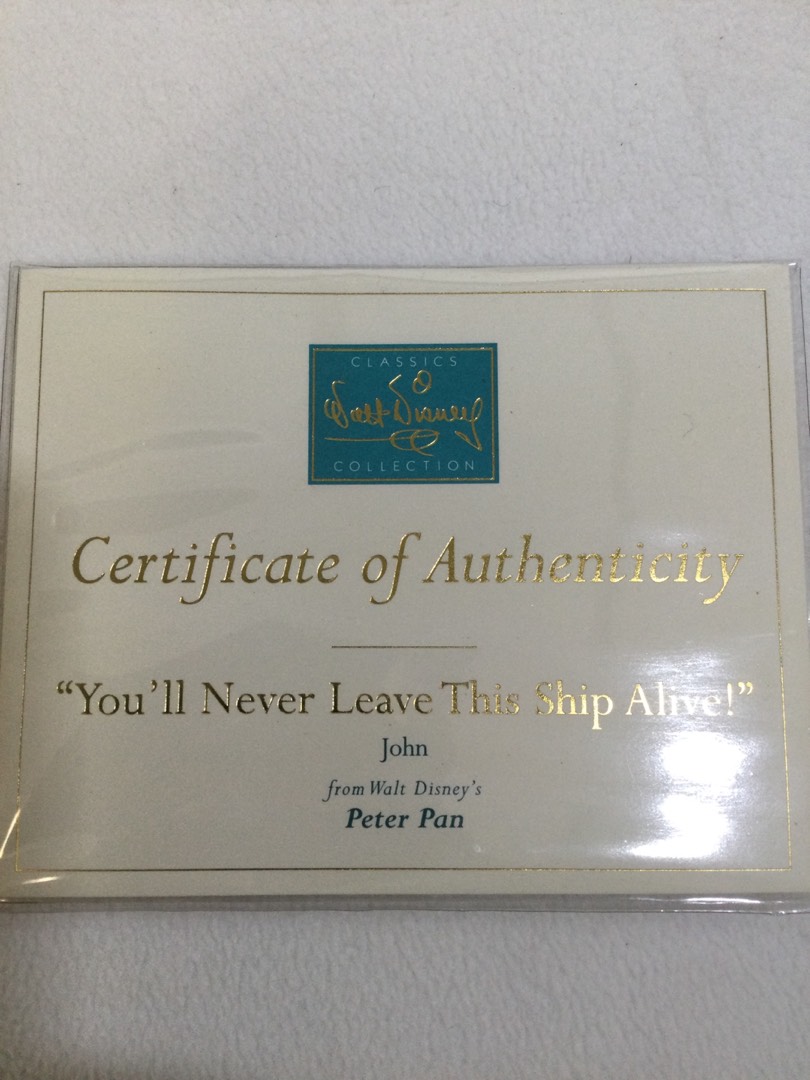 CLASSICS
Walt Disney
COLLECTION
Certificate of Authenticity
“You’ll Never Leave This Ship Alive!”
John
from Walt Disney’s
Peter Pan